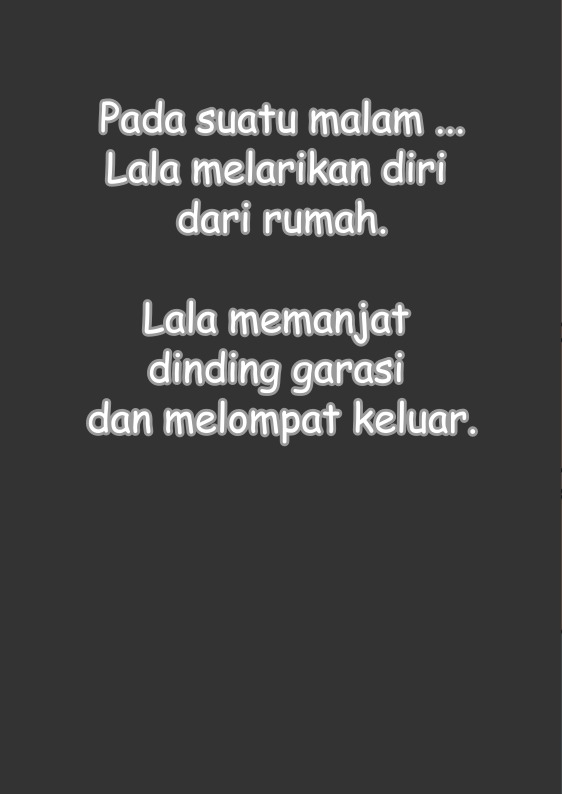 Pada suatu malam ...
Lala melarikan diri
dari rumah.
Lala memanjat
dinding garasi
dan melompat keluar.